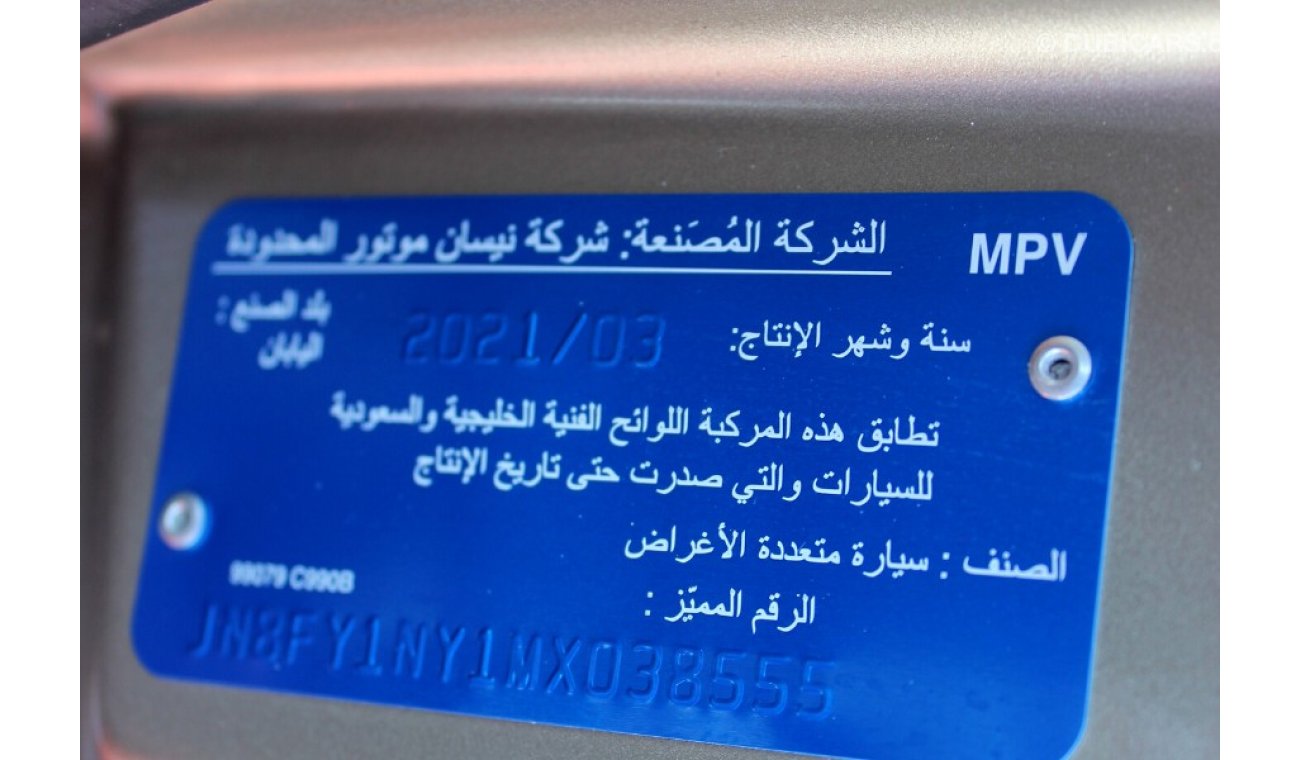 © DUBICARS.c
MPV
الشركة المُصَنعة: شركة نيسان موتور المحدودة
سنة وشهر الإنتاج: 2021/03
بلد الصنع :
اليابان
تطابق هذه المركبة اللوائح الفنية الخليجية والسعودية
للسيارات والتي صدرت حتى تاريخ الإنتاج
الصنف : سيارة متعددة الأغراض
الرقم المميّز :
99079 C990B
JN8FY1NY1MX038555